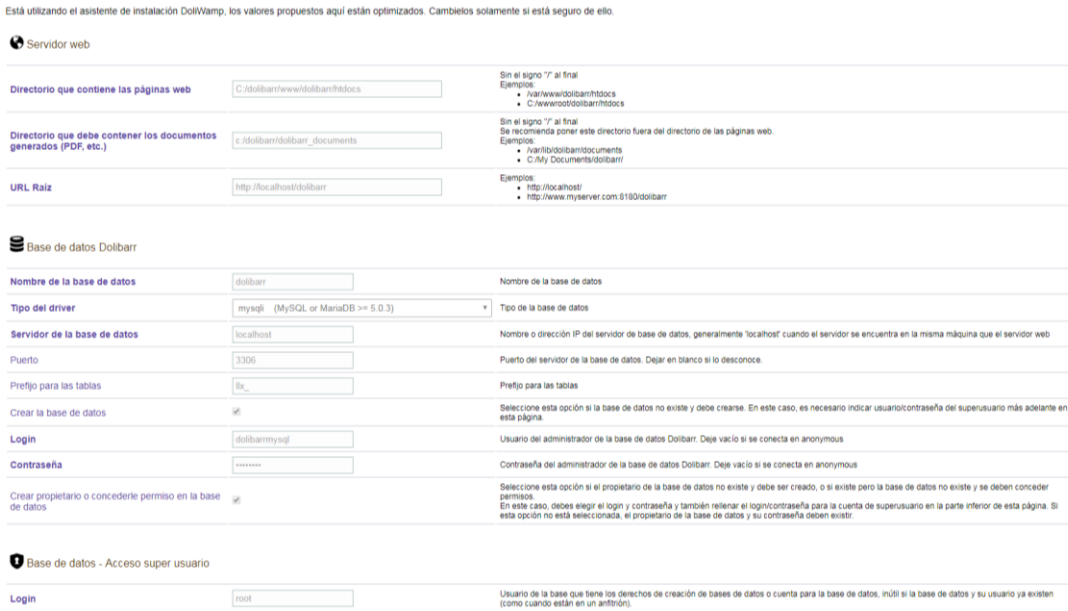 Está utilizando el asistente de instalación DoliWamp, los valores propuestos aquí están optimizados. Cambielos solamente si está seguro de ello.
Servidor web
Directorio que contiene las páginas web
C:/dolibarr/www/dolibarr/htdocs
Sin el signo "/" al final
Ejemplos:
• /var/www/dolibarr/htdocs
• C:/wwwroot/dolibarr/htdocs
Directorio que debe contener los documentos
generados (PDF, etc.)
c:/dolibarr/dolibarr_documents
Sin el signo "/" al final
Se recomienda poner este directorio fuera del directorio de las páginas web.
Ejemplos:
• /var/lib/dolibarr/documents
• C:/My Documents/dolibarr/
URL Raiz
http://localhost/dolibarr
Ejemplos:
• http://localhost/
• http://www.myserver.com:8180/dolibarr
Base de datos Dolibarr
Nombre de la base de datos
dolibarr
Nombre de la base de datos
Tipo del driver
mysqli (MySQL or MariaDB >= 5.0.3)
Tipo de la base de datos
Servidor de la base de datos
localhost
Nombre o dirección IP del servidor de base de datos, generalmente 'localhost' cuando el servidor se encuentra en la misma máquina que el servidor web
Puerto
3306
Puerto del servidor de la base de datos. Dejar en blanco si lo desconoce.
Prefijo para las tablas
llx_
Prefijo para las tablas
Crear la base de datos
Seleccione esta opción si la base de datos no existe y debe crearse. En este caso, es necesario indicar usuario/contraseña del superusuario más adelante en
esta página.
Login
dolibarrmysql
Usuario del administrador de la base de datos Dolibarr. Deje vacío si se conecta en anonymous
Contraseña
••••••••
Contraseña del administrador de la base de datos Dolibarr. Deje vacío si se conecta en anonymous
Crear propietario o concederle permiso en la base
de datos
Seleccione esta opción si el propietario de la base de datos no existe y debe ser creado, o si existe pero la base de datos no existe y se deben conceder
permisos.
En este caso, debes elegir el login y contraseña y también rellenar el login/contraseña para la cuenta de superusuario en la parte inferior de esta página. Si
esta opción no está seleccionada, el propietario de la base de datos y su contraseña deben existir.
Base de datos - Acceso super usuario
Login
root
Usuario de la base que tiene los derechos de creación de bases de datos o cuenta para la base de datos, inútil si la base de datos y su usuario ya existen
(como cuando están en un anfitrión).